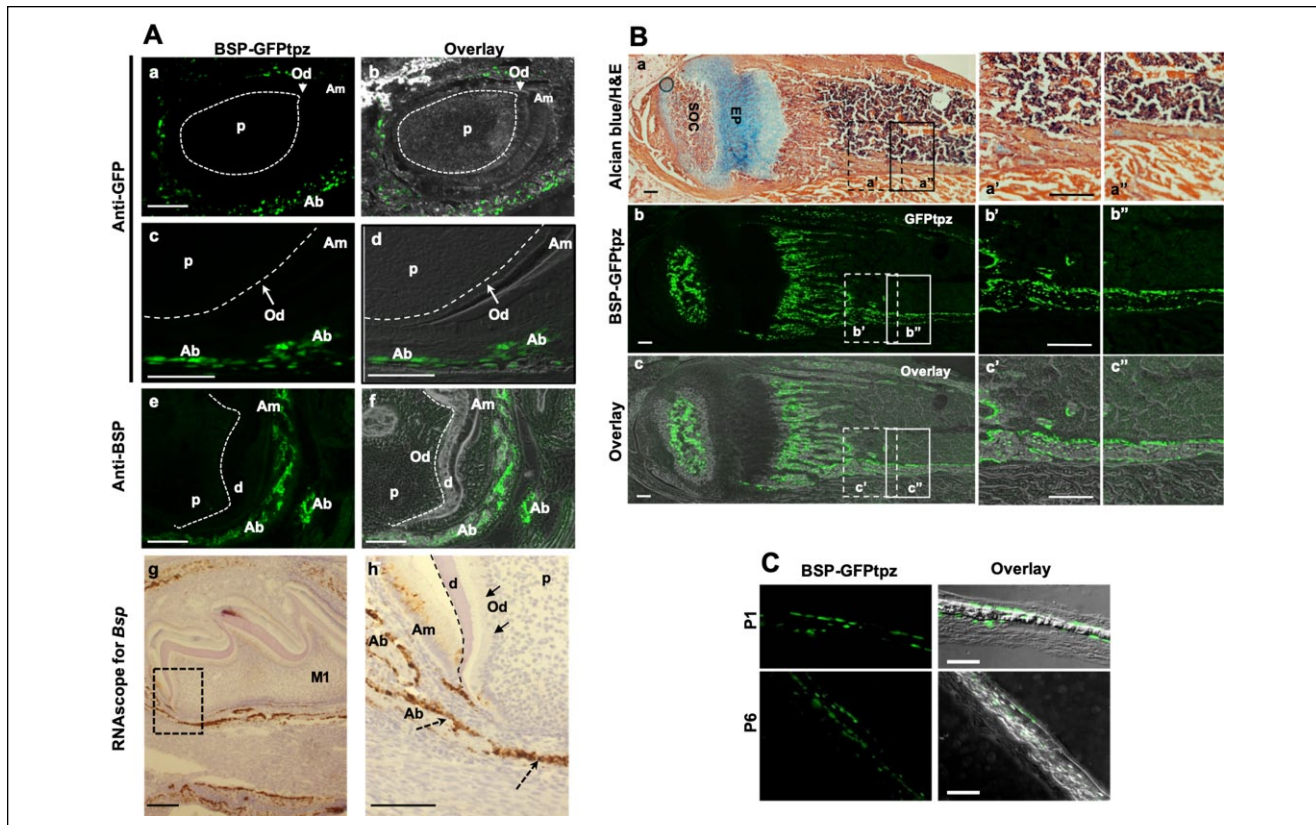 A
BSP-GFPtpz Overlay
Anti-GFP
a Od Am p Ab
b Od Am p
c p Am Od Ab Ab
d p Am Od Ab Ab
Anti-BSP
e Am p d Ab Ab
f Am Od p d Ab Ab
RNAscope for Bsp
g M1
h d p Od Am Ab Ab
B
Alcian blue/H&E
a SOC EP a' a"
a'
a"
BSP-GFPtpz
b GFPtpz b' b"
b'
b"
Overlay
c Overlay c' c"
c'
c"
C
BSP-GFPtpz Overlay
P1
P6